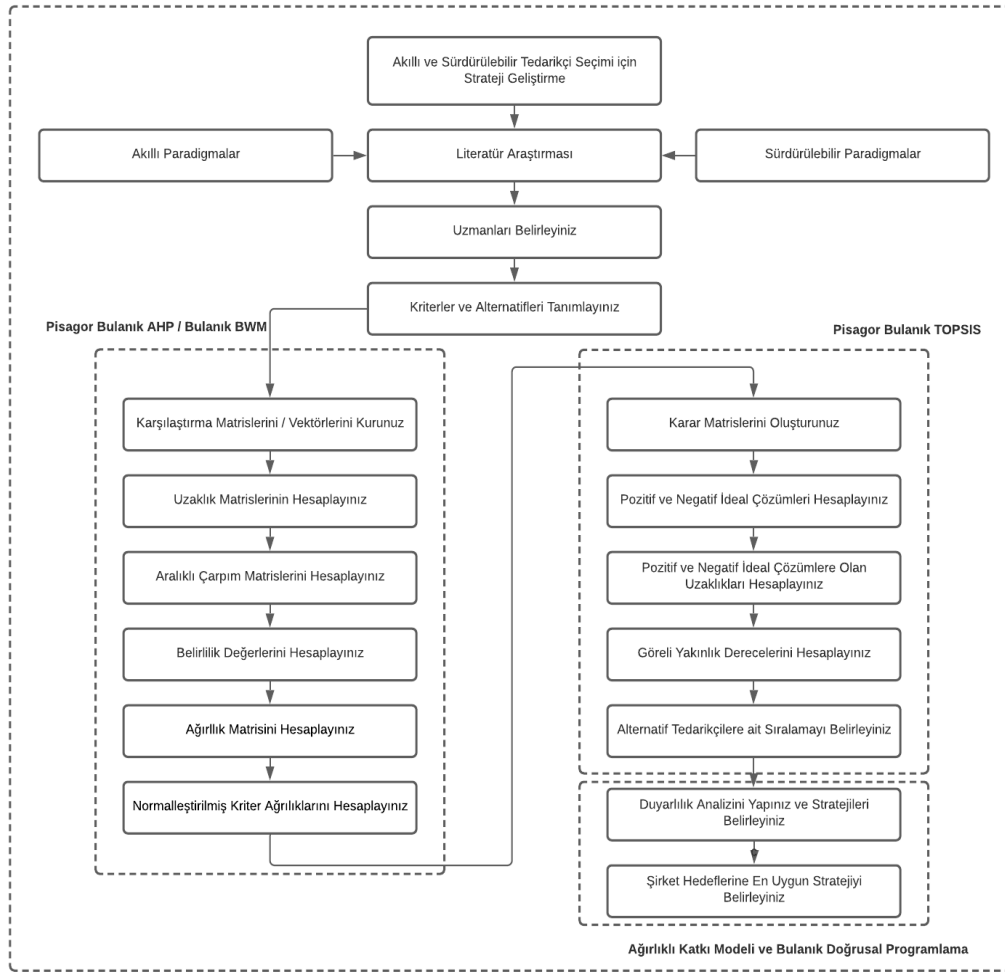 Akıllı ve Sürdürülebilir Tedarikçi Seçimi için
Strateji Geliştirme
Akıllı Paradigmalar
Literatür Araştırması
Sürdürülebilir Paradigmalar
Uzmanları Belirleyiniz
Kriterler ve Alternatifleri Tanımlayınız
Pisagor Bulanık AHP / Bulanık BWM
Karşılaştırma Matrislerini / Vektörlerini Kurunuz
Uzaklık Matrislerinin Hesaplayınız
Aralıklı Çarpım Matrislerini Hesaplayınız
Belirlilik Değerlerini Hesaplayınız
Ağırllık Matrisini Hesaplayınız
Normalleştirilmiş Kriter Ağrılıklarını Hesaplayınız
Pisagor Bulanık TOPSIS
Karar Matrislerini Oluşturunuz
Pozitif ve Negatif İdeal Çözümleri Hesaplayınız
Pozitif ve Negatif İdeal Çözümlere Olan
Uzaklıkları Hesaplayınız
Göreli Yakınlık Derecelerini Hesaplayınız
Alternatif Tedarikçilere ait Sıralamayı Belirleyiniz
Duyarlılık Analizini Yapınız ve Stratejileri
Belirleyiniz
Şirket Hedeflerine En Uygun Stratejiyi
Belirleyiniz
Ağırlıklı Katkı Modeli ve Bulanık Doğrusal Programlama